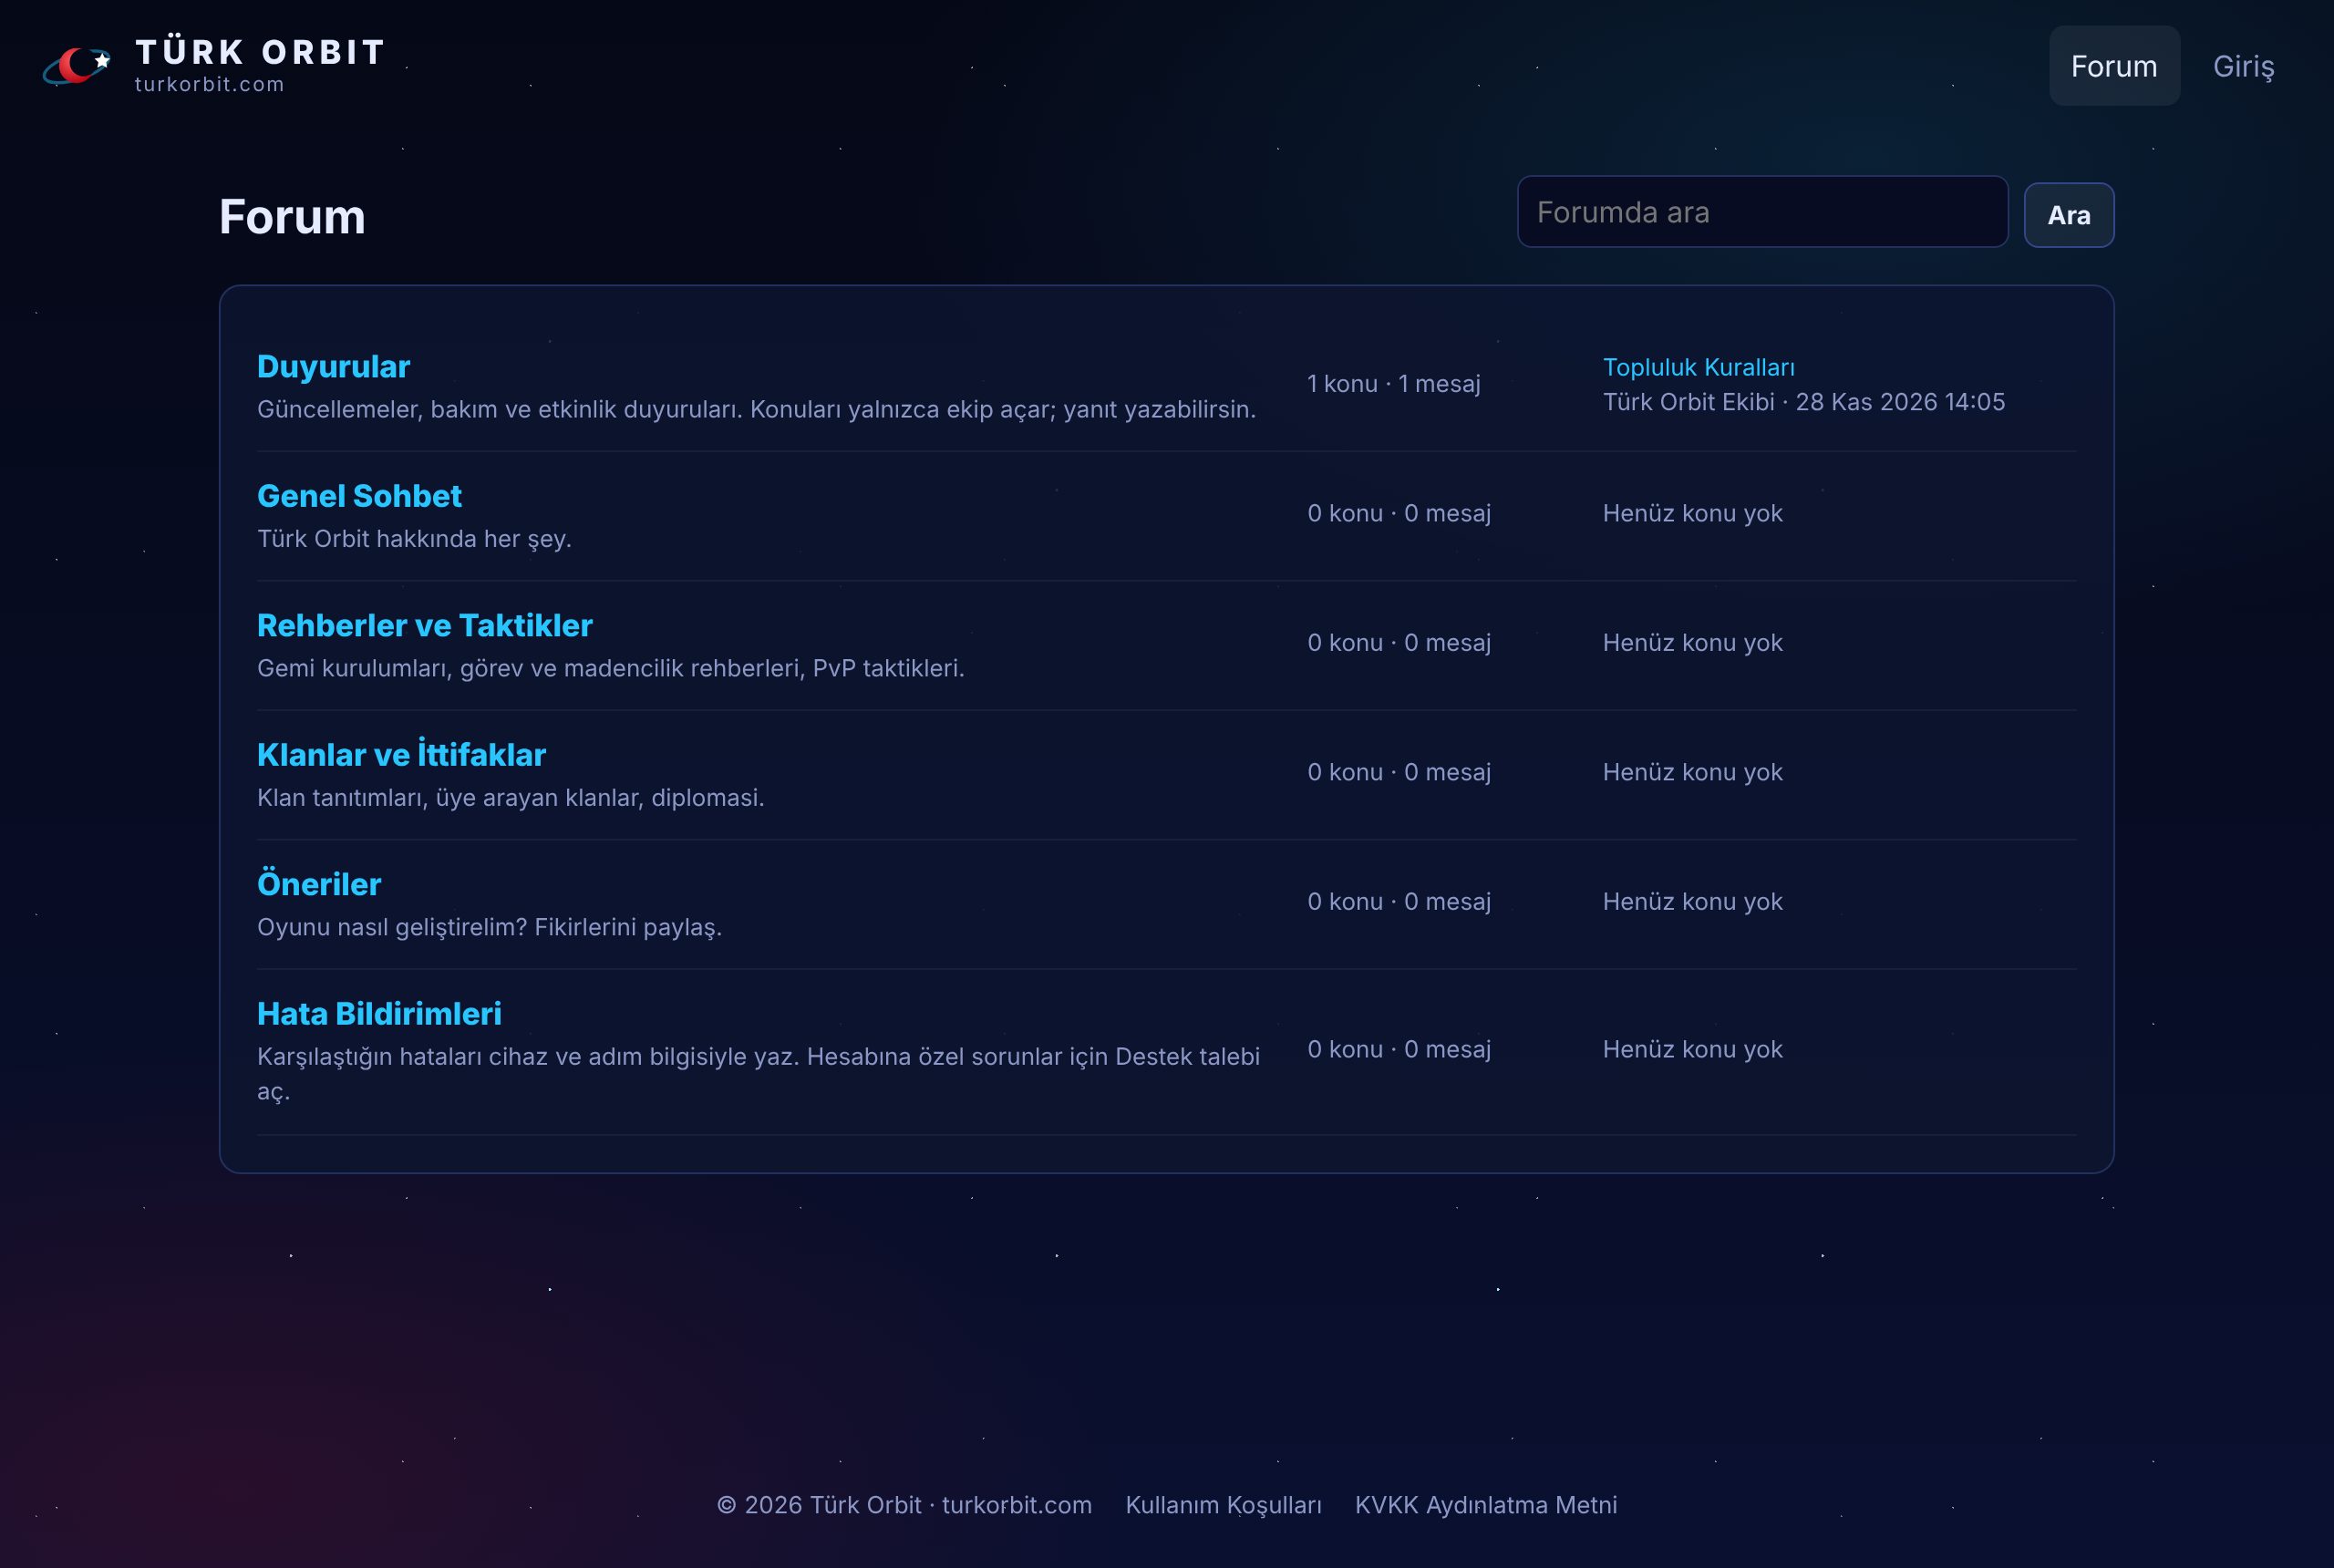 TÜRK ORBIT
turkorbit.com
Forum
Giriş
Forum
Forumda ara
Ara
Duyurular
Güncellemeler, bakım ve etkinlik duyuruları. Konuları yalnızca ekip açar; yanıt yazabilirsin.
1 konu · 1 mesaj
Topluluk Kuralları
Türk Orbit Ekibi · 28 Kas 2026 14:05
Genel Sohbet
Türk Orbit hakkında her şey.
0 konu · 0 mesaj
Henüz konu yok
Rehberler ve Taktikler
Gemi kurulumları, görev ve madencilik rehberleri, PvP taktikleri.
0 konu · 0 mesaj
Henüz konu yok
Klanlar ve İttifaklar
Klan tanıtımları, üye arayan klanlar, diplomasi.
0 konu · 0 mesaj
Henüz konu yok
Öneriler
Oyunu nasıl geliştirelim? Fikirlerini paylaş.
0 konu · 0 mesaj
Henüz konu yok
Hata Bildirimleri
Karşılaştığın hataları cihaz ve adım bilgisiyle yaz. Hesabına özel sorunlar için Destek talebi
aç.
0 konu · 0 mesaj
Henüz konu yok
© 2026 Türk Orbit · turkorbit.com Kullanım Koşulları KVKK Aydınlatma Metni